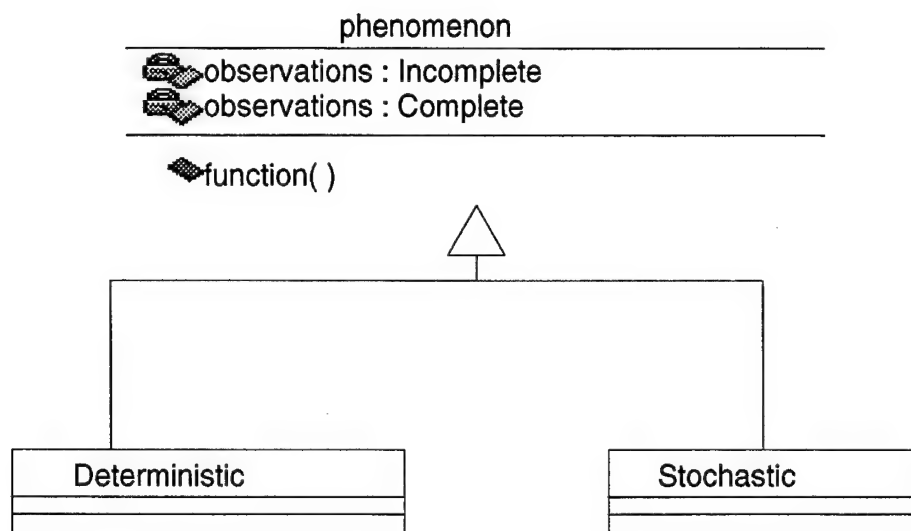 phenomenon
observations : Incomplete
observations : Complete
function( )
Deterministic
Stochastic